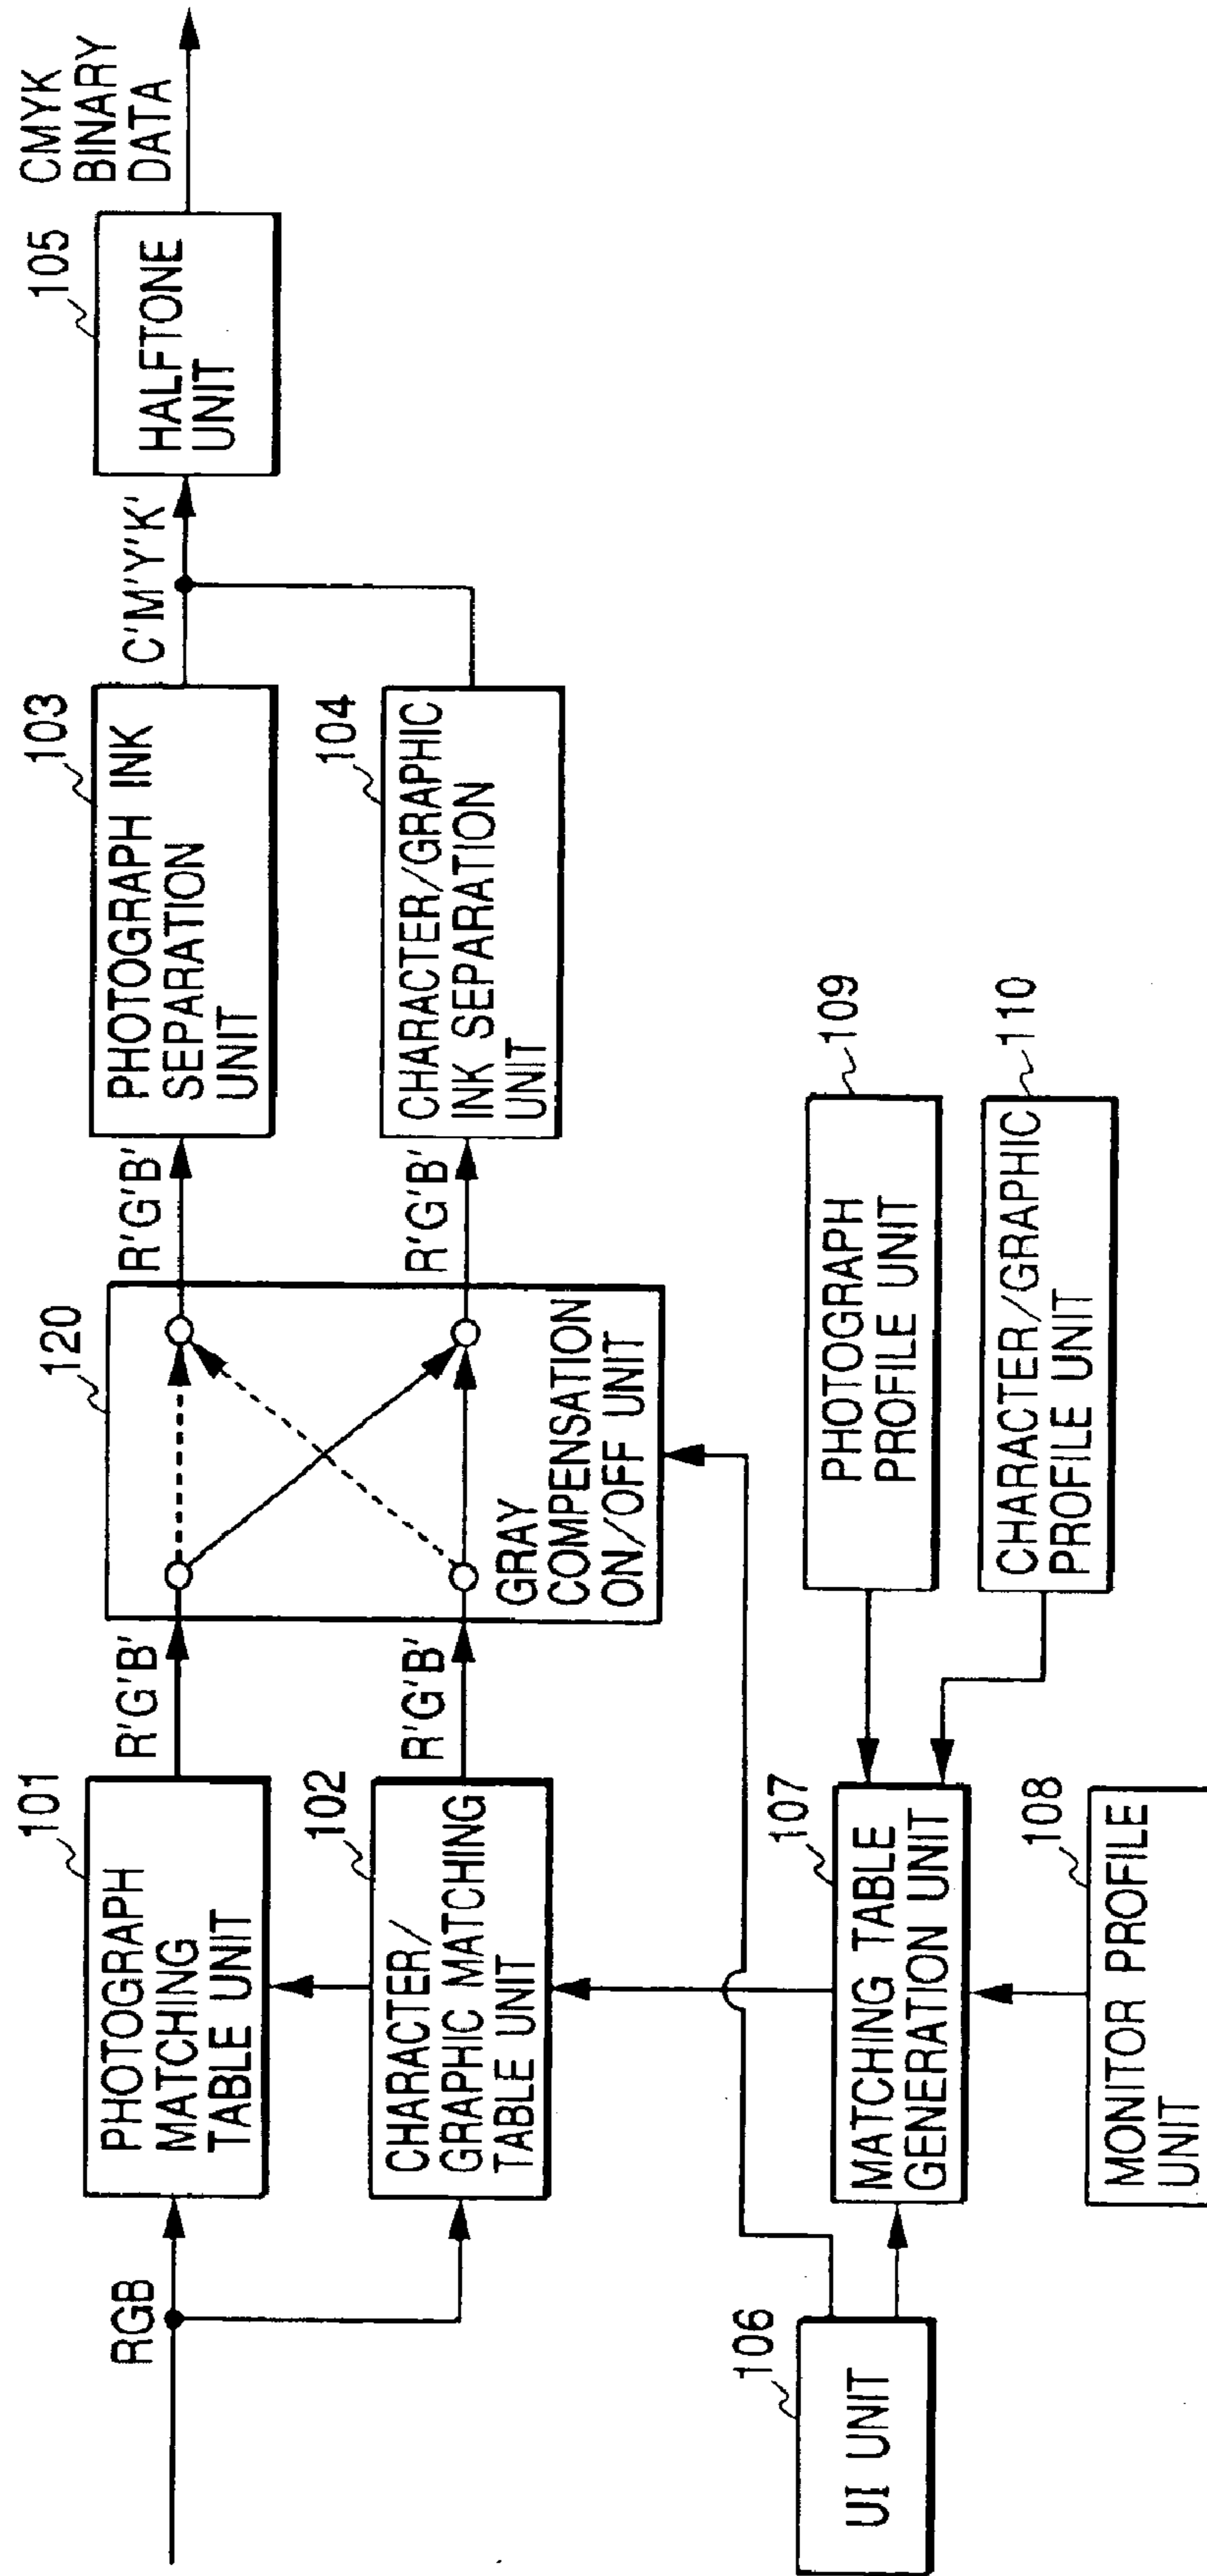 RGB
101
PHOTOGRAPH
MATCHING
TABLE UNIT
R'G'B'
102
CHARACTER/
GRAPHIC MATCHING
TABLE UNIT
R'G'B'
120
GRAY
COMPENSATION
ON/OFF UNIT
R'G'B'
R'G'B'
103
PHOTOGRAPH INK
SEPARATION
UNIT
104
CHARACTER/GRAPHIC
INK SEPARATION
UNIT
C'M'Y'K'
105
HALFTONE
UNIT
CMYK
BINARY
DATA
106
UI UNIT
107
MATCHING TABLE
GENERATION UNIT
108
MONITOR PROFILE
UNIT
109
PHOTOGRAPH
PROFILE UNIT
110
CHARACTER/GRAPHIC
PROFILE UNIT